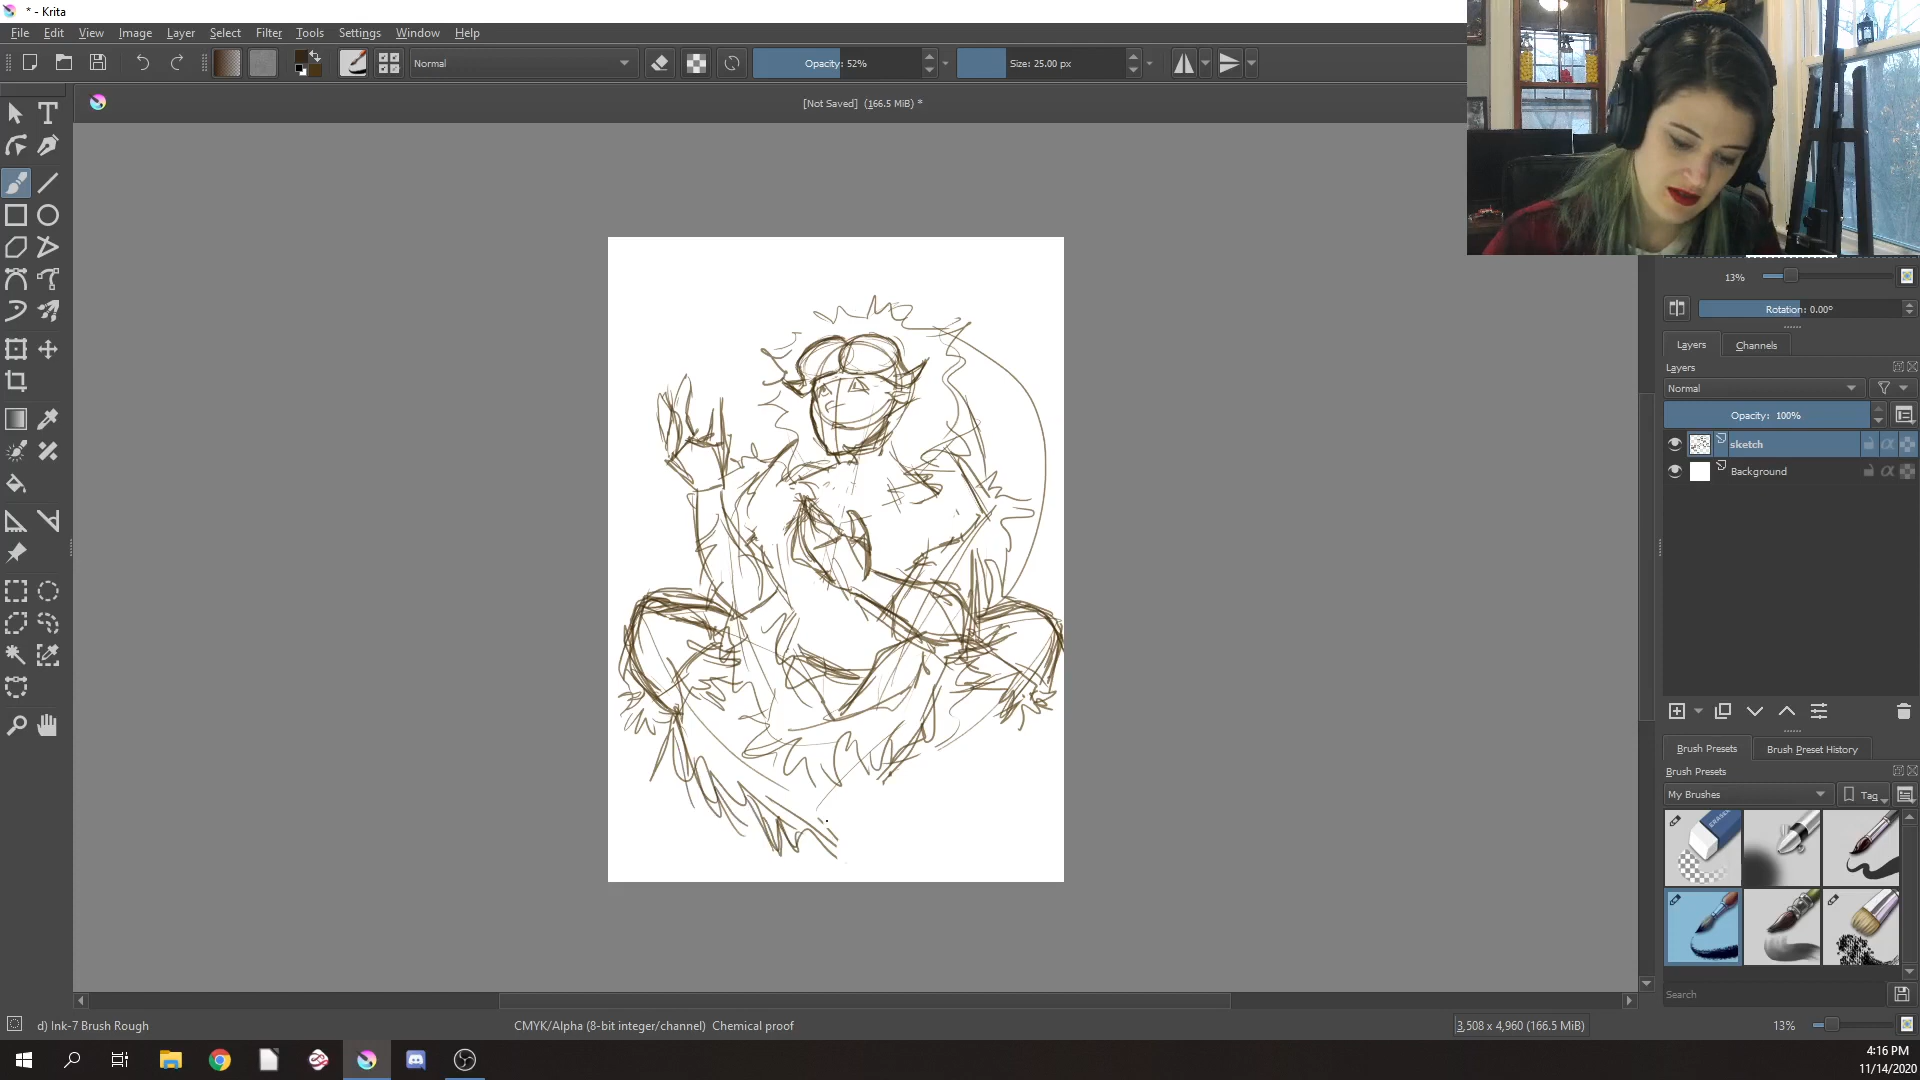 * - Krita
File Edit View Image Layer Select Filter Tools Settings Window Help
Normal Opacity: 52% Size: 25.00 px
[Not Saved] (166.5 MiB) *
13%
Rotation: 0.00°
Layers Channels
Layers
Normal
Opacity: 100%
sketch
Background
Brush Presets Brush Preset History
Brush Presets
My Brushes Tag
ERASER
Search
d) Ink-7 Brush Rough CMYK/Alpha (8-bit integer/channel) Chemical proof 3,508 x 4,960 (166.5 MiB) 13%
4:16 PM
11/14/2020